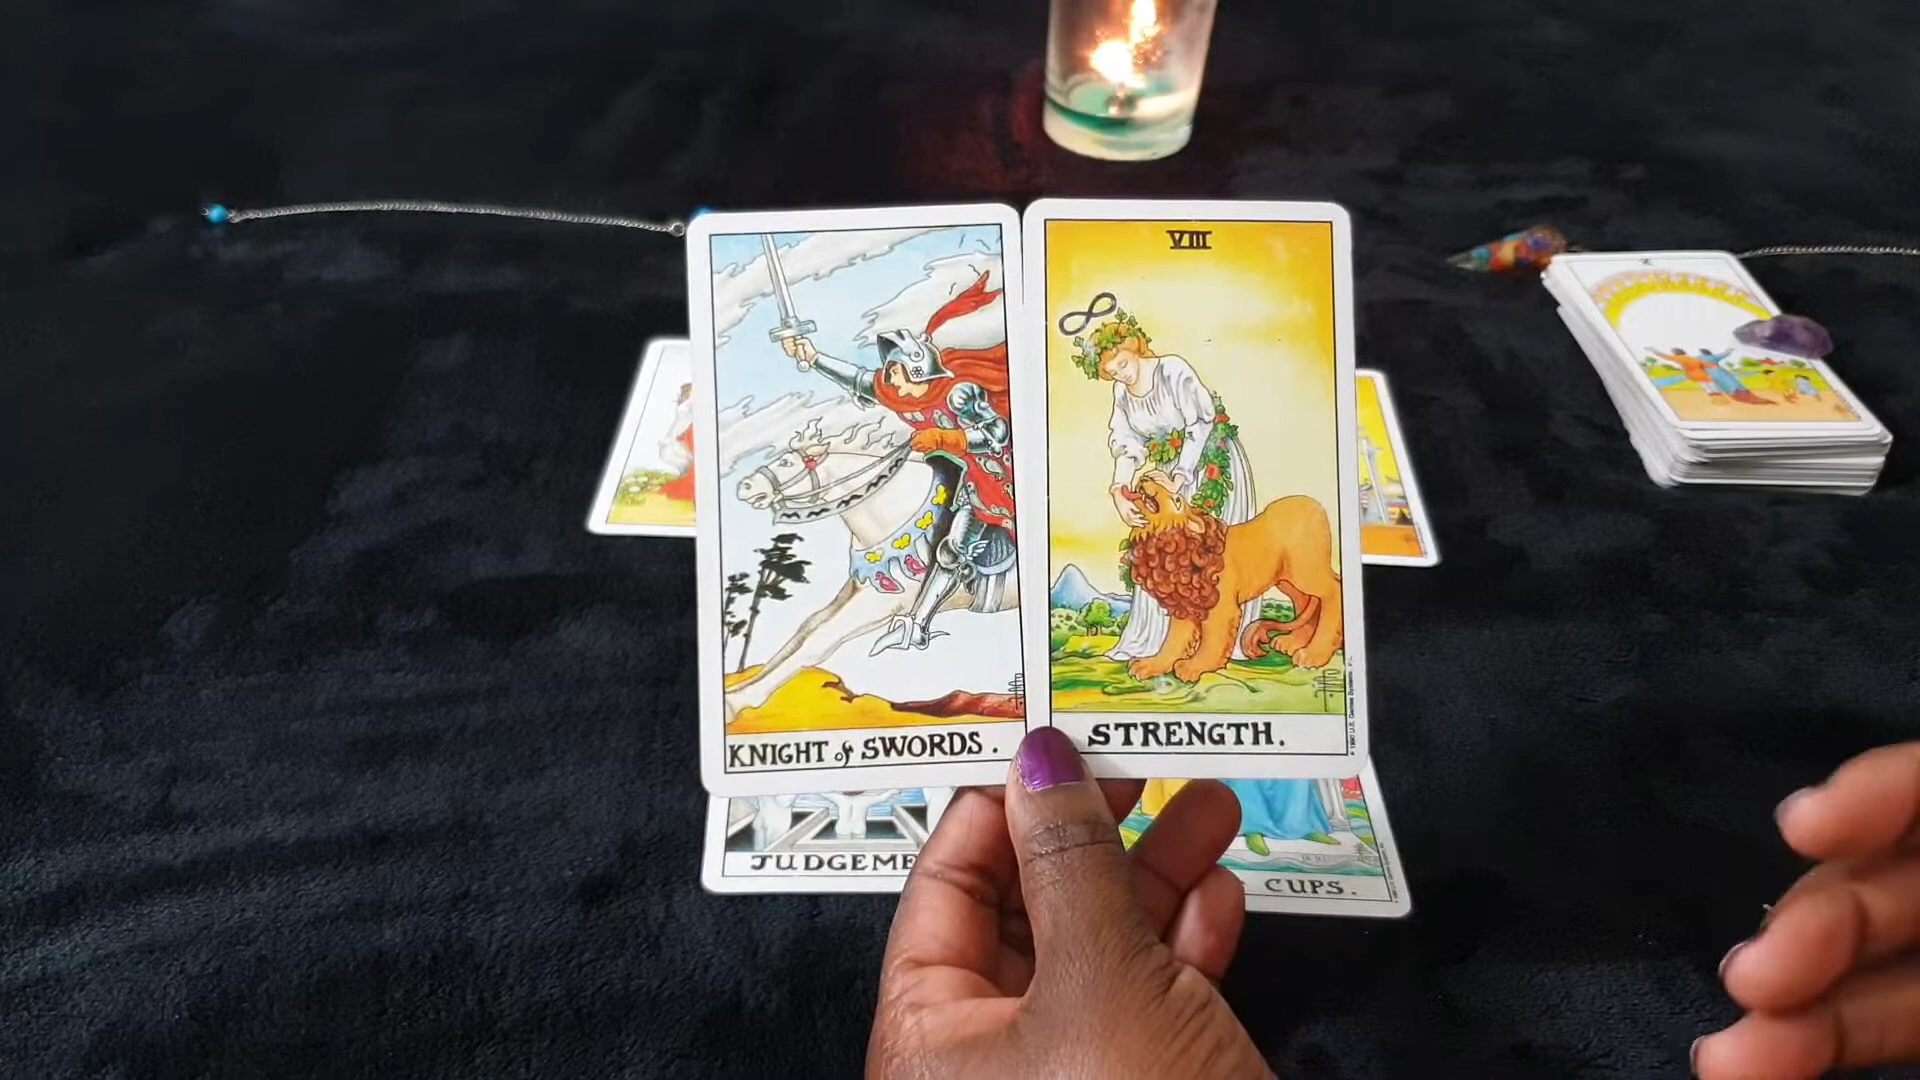 VIII
KNIGHT of SWORDS.
STRENGTH.
JUDGEME
CUPS.